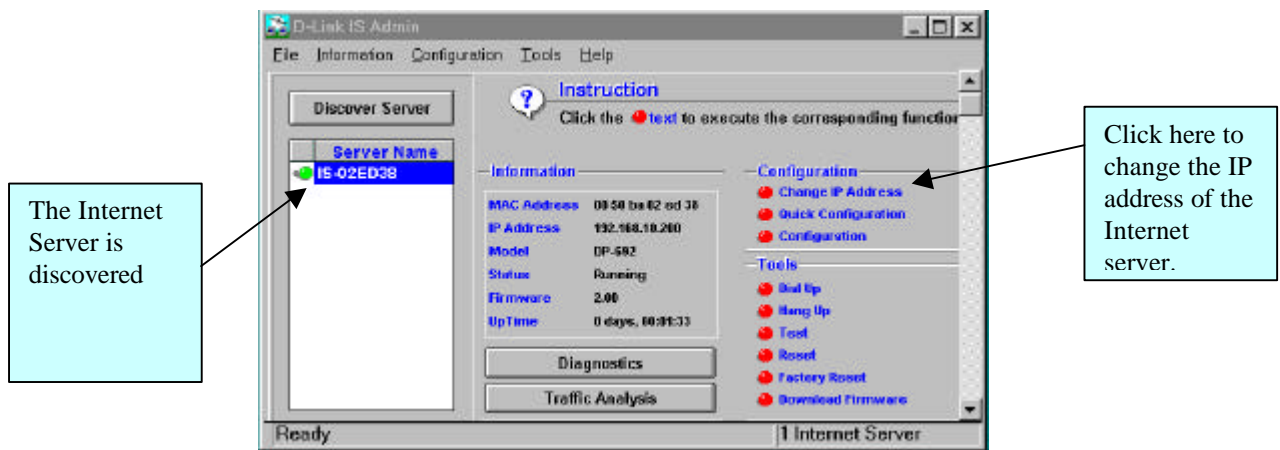 D-Link IS Admin
File Information Configuration Tools Help
Discover Server
Server Name
IS-02ED38
Instruction
Click the text to execute the corresponding function
Information
MAC Address 00 50 ba 02 ed 38
IP Address 192.168.10.200
Model DP-692
Status Running
Firmware 2.00
UpTime 0 days, 00:01:33
Diagnostics
Traffic Analysis
Configuration
Change IP Address
Quick Configuration
Configuration
Tools
Dial Up
Hang Up
Test
Reset
Factory Reset
Download Firmware
Ready
1 Internet Server
The Internet
Server is
discovered
Click here to
change the IP
address of the
Internet
server.